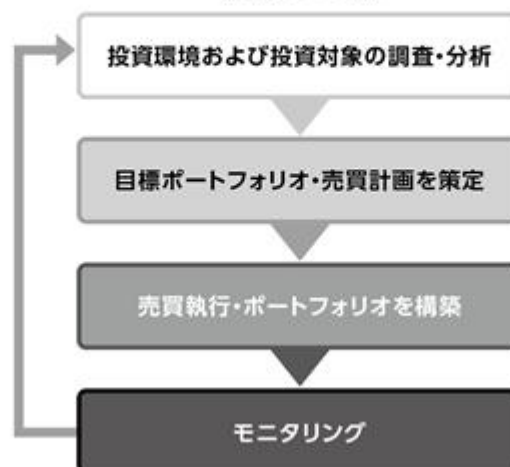 投資環境および投資対象の調査・分析
目標ポートフォリオ・売買計画を策定
売買執行・ポートフォリオを構築
モニタリング